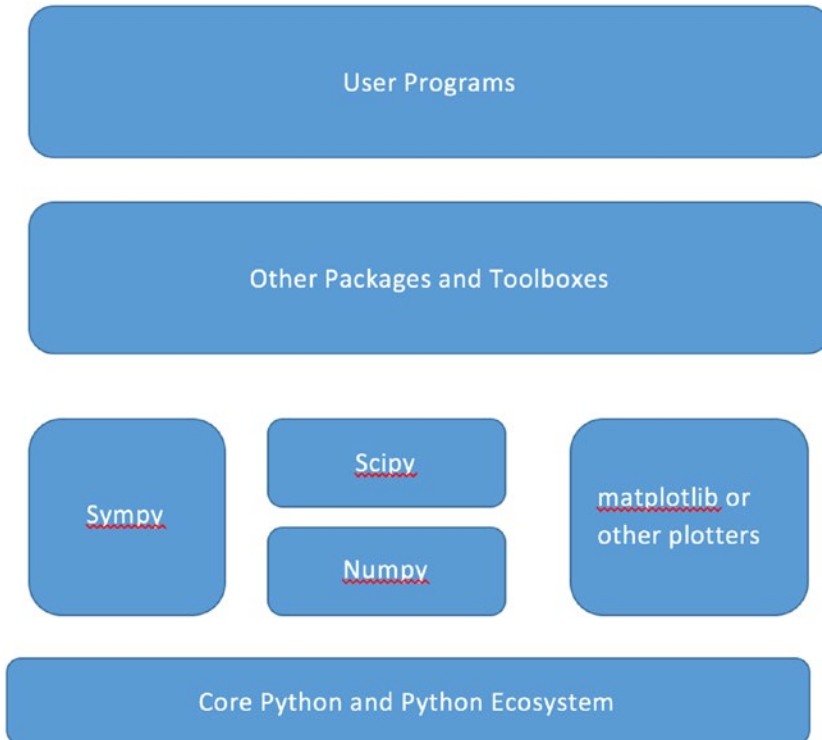 User Programs
Other Packages and Toolboxes
Sympy
Scipy
Numpy
matplotlib or
other plotters
Core Python and Python Ecosystem